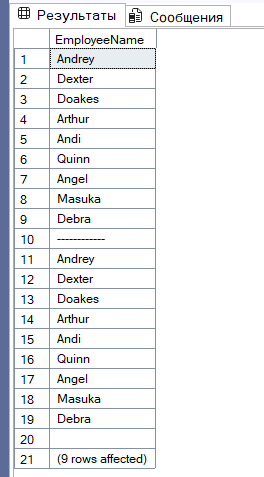 Результаты Сообщения
EmployeeName
1 Andrey
2 Dexter
3 Doakes
4 Arthur
5 Andi
6 Quinn
7 Angel
8 Masuka
9 Debra
10 ------------
11 Andrey
12 Dexter
13 Doakes
14 Arthur
15 Andi
16 Quinn
17 Angel
18 Masuka
19 Debra
20
21 (9 rows affected)